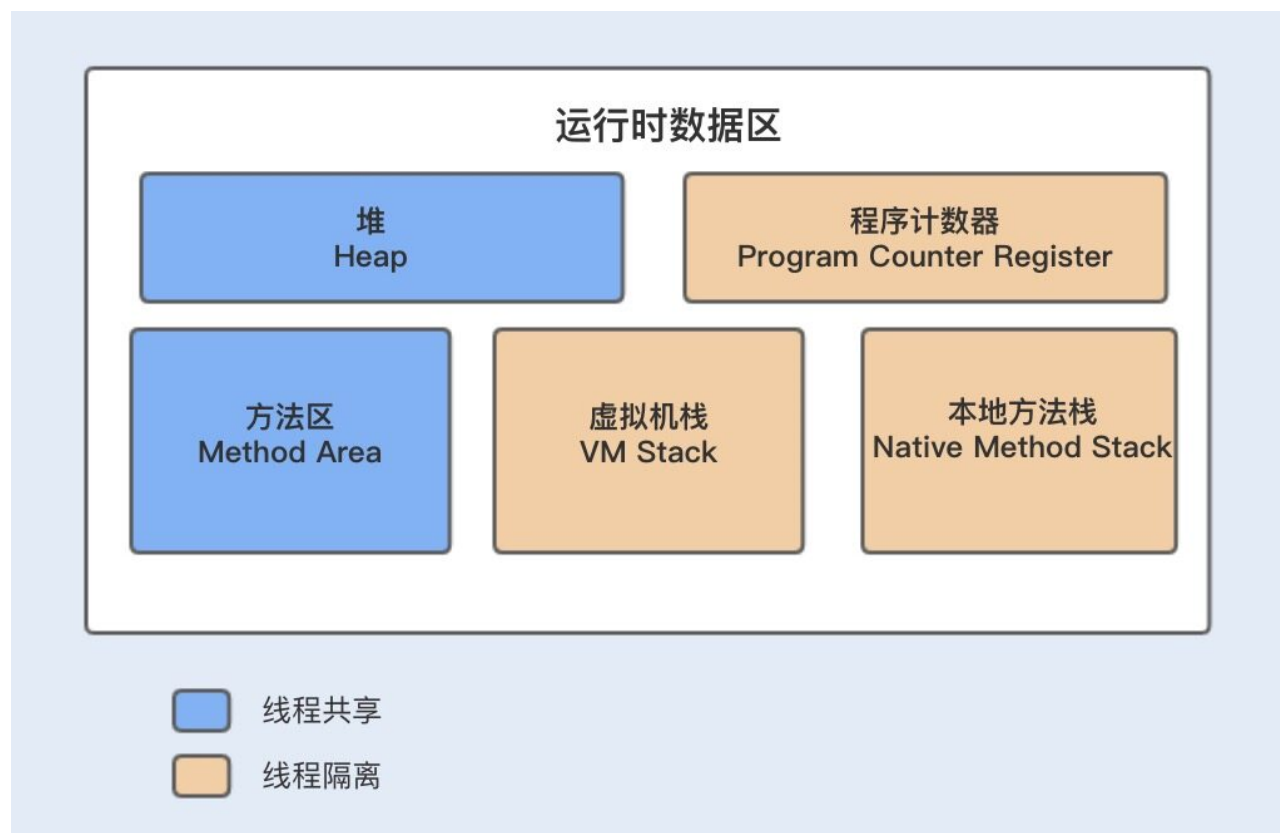 运行时数据区
堆
Heap
程序计数器
Program Counter Register
方法区
Method Area
虚拟机栈
VM Stack
本地方法栈
Native Method Stack
线程共享
线程隔离